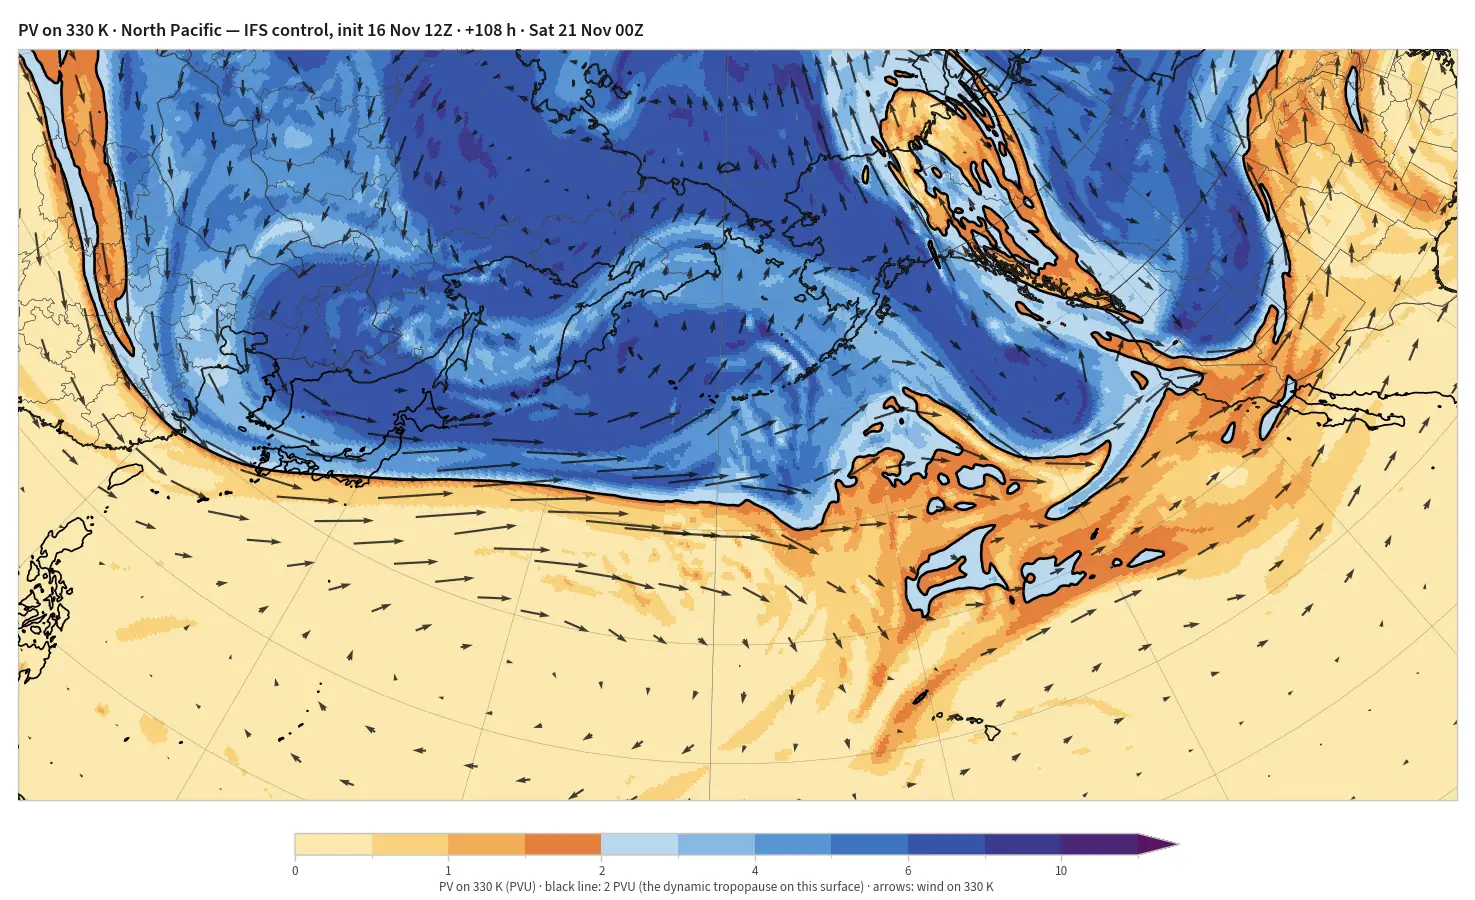 PV on 330 K · North Pacific — IFS control, init 16 Nov 12Z · +108 h · Sat 21 Nov 00Z
0 1 2 4 6 10
PV on 330 K (PVU) · black line: 2 PVU (the dynamic tropopause on this surface) · arrows: wind on 330 K